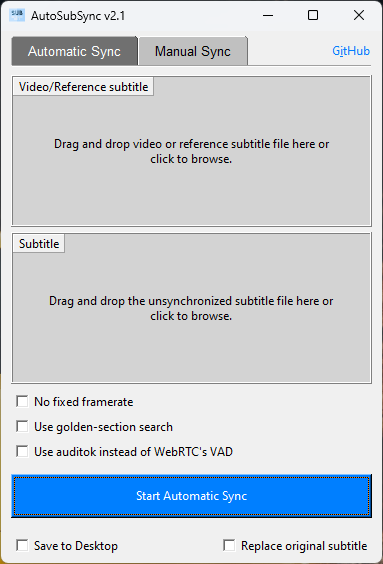 SUB
AutoSubSync v2.1
Automatic Sync
Manual Sync
GitHub
Video/Reference subtitle
Drag and drop video or reference subtitle file here or
click to browse.
Subtitle
Drag and drop the unsynchronized subtitle file here or
click to browse.
No fixed framerate
Use golden-section search
Use auditok instead of WebRTC's VAD
Start Automatic Sync
Save to Desktop
Replace original subtitle